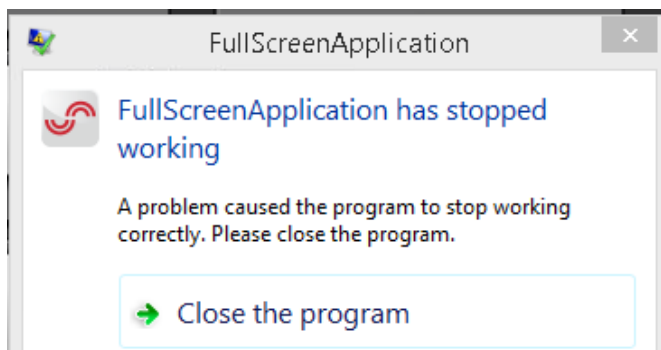 FullScreenApplication
FullScreenApplication has stopped
working
A problem caused the program to stop working
correctly. Please close the program.
Close the program